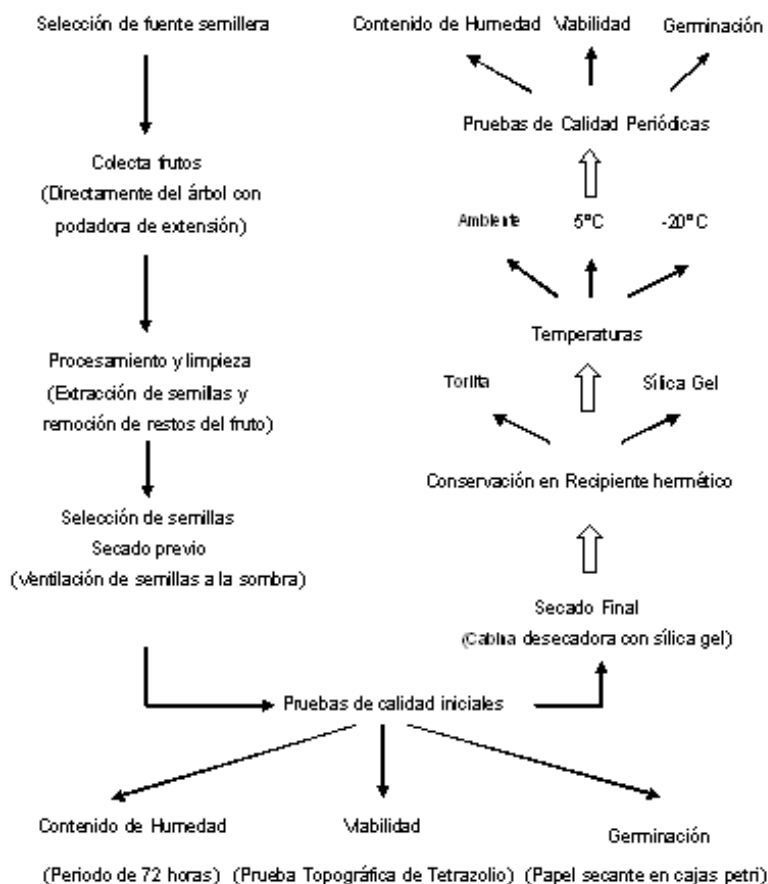 Selección de fuente semillera
Colecta frutos
(Directamente del árbol con
podadora de extensión)
Procesamiento y limpieza
(Extracción de semillas y
remoción de restos del fruto)
Selección de semillas
Secado previo
(Ventilación de semillas a la sombra)
Pruebas de calidad iniciales
Contenido de Humedad Viabilidad Germinación
(Periodo de 72 horas) (Prueba Topográfica de Tetrazolio) (Papel secante en cajas petri)
Secado Final
(Cabina desecadora con sílica gel)
Conservación en Recipiente hermético
Torlita Sílica Gel
Temperaturas
Ambiente 5°C -20°C
Pruebas de Calidad Periódicas
Contenido de Humedad Viabilidad Germinación